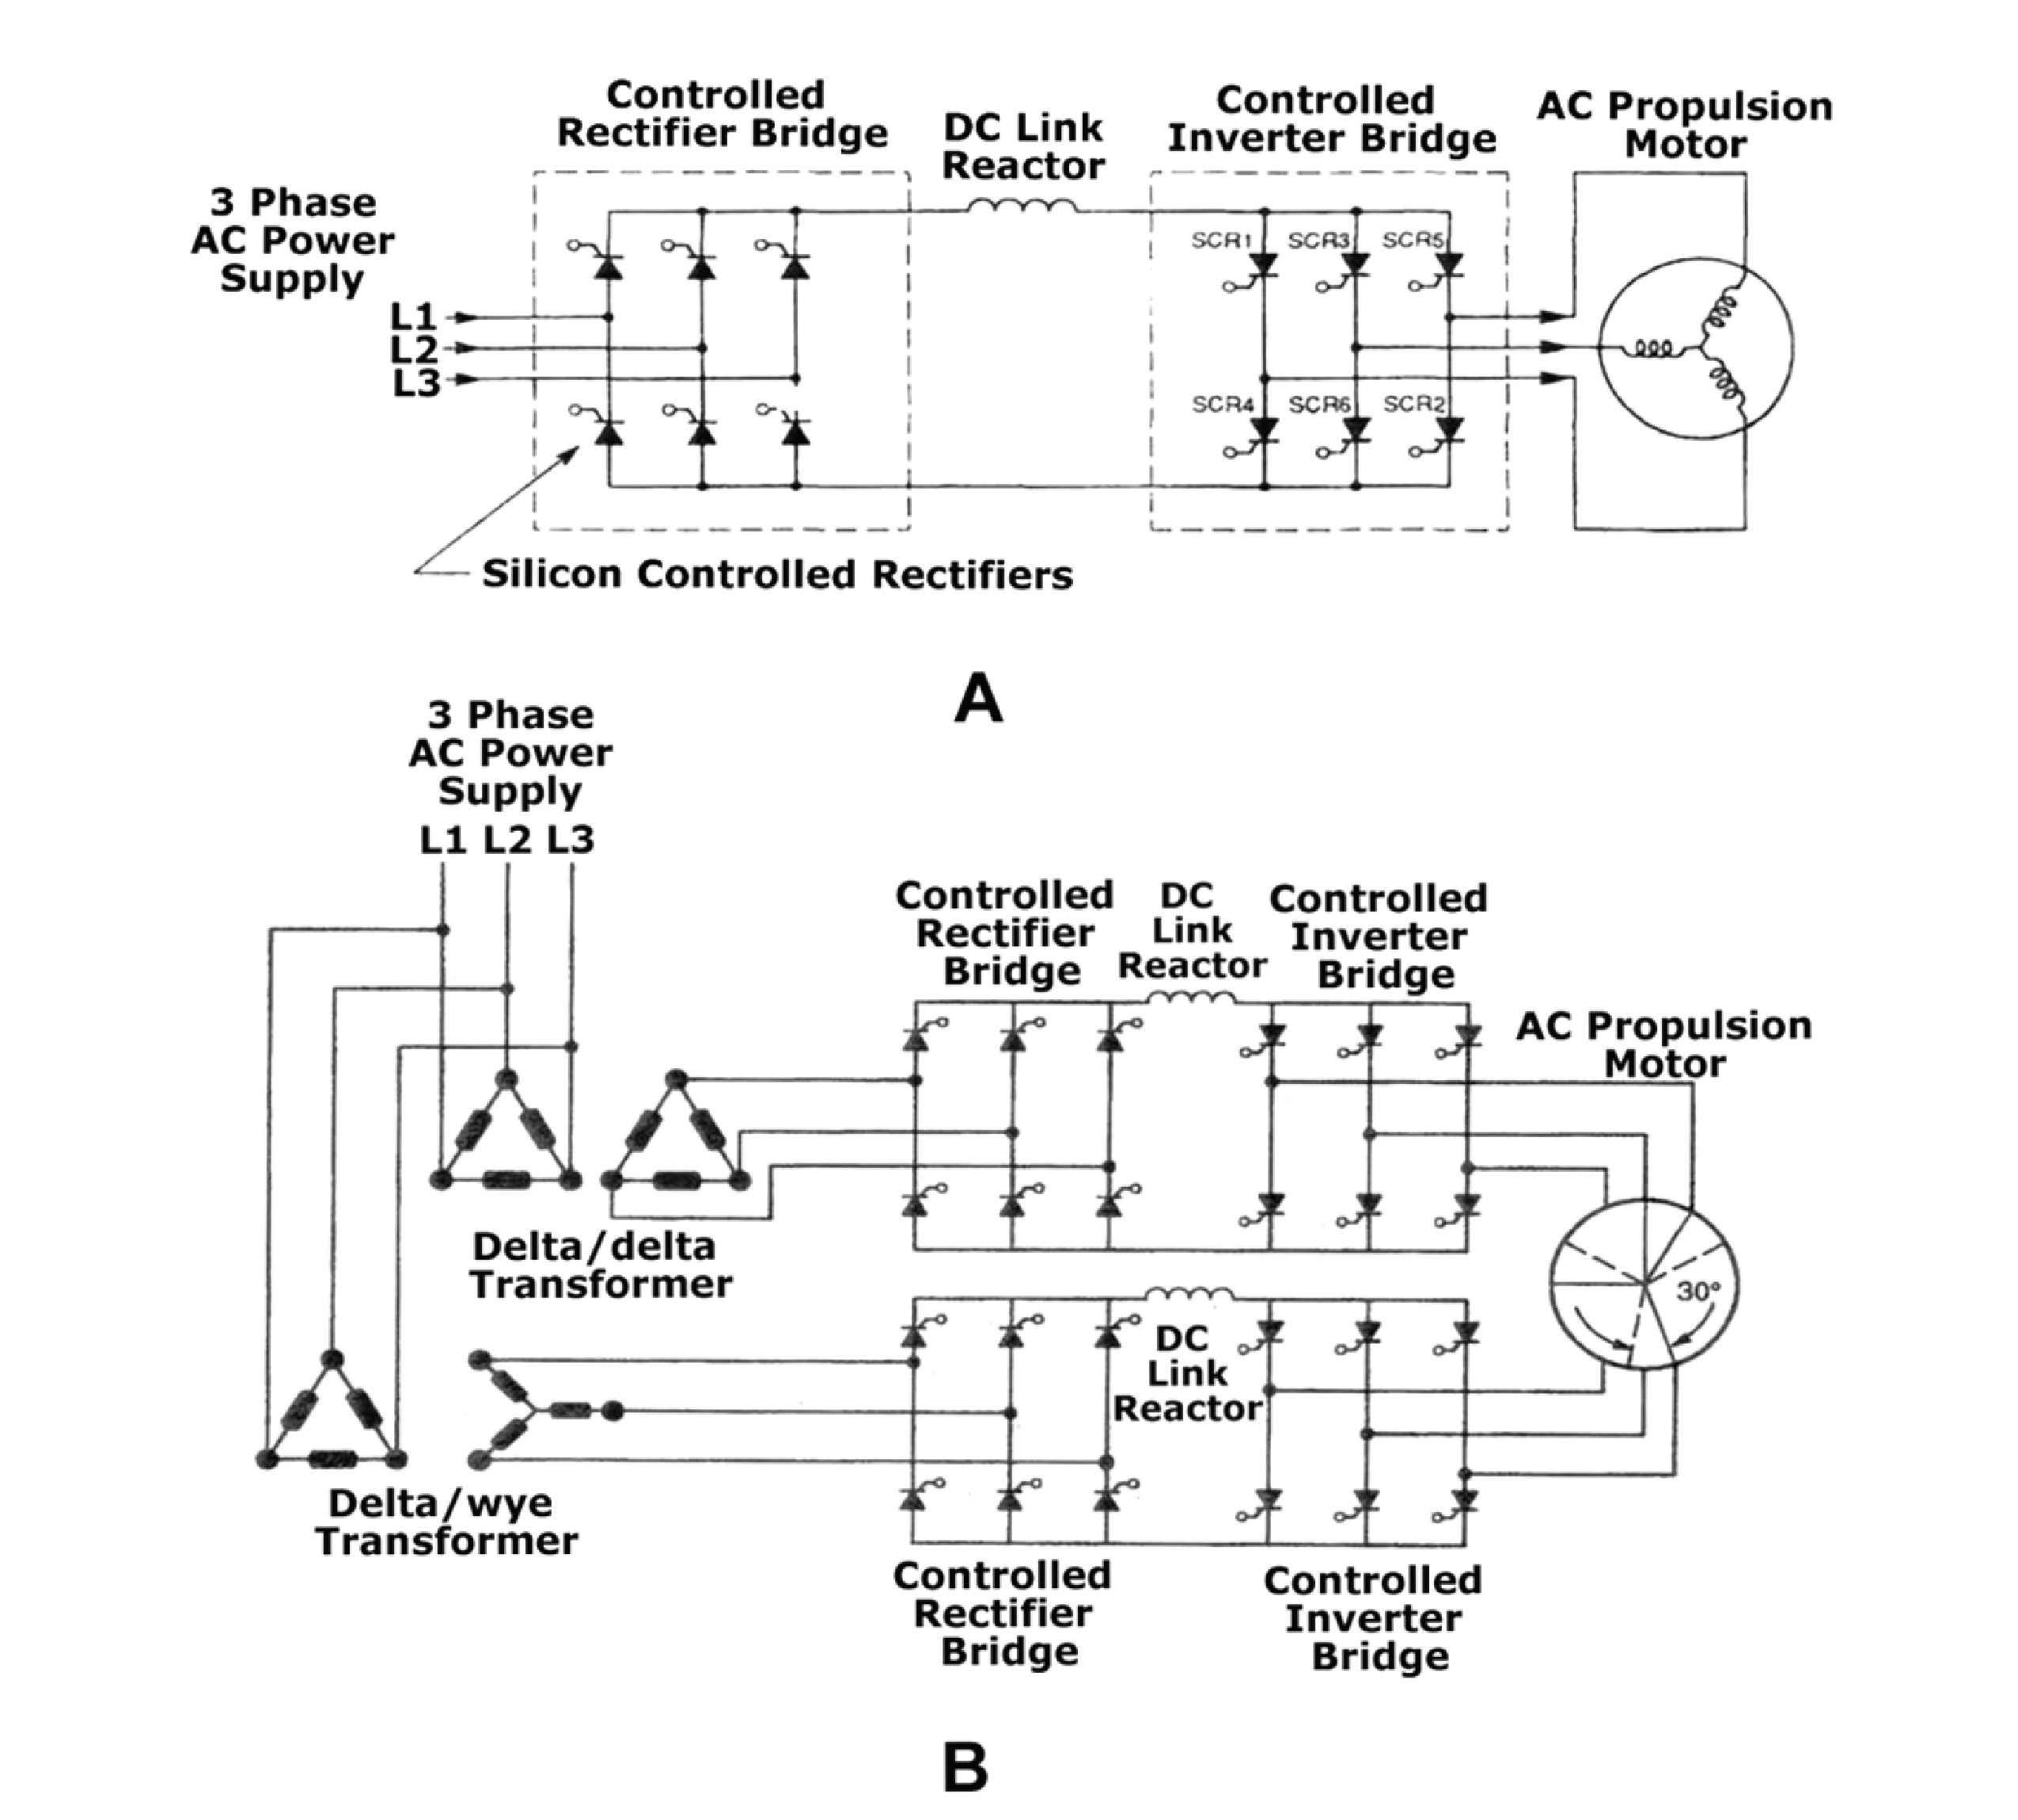 Controlled
Rectifier Bridge
DC Link
Reactor
Controlled
Inverter Bridge
AC Propulsion
Motor
3 Phase
AC Power
Supply
SCR1 SCR3 SCR5
L1
L2
L3
SCR4 SCR6 SCR2
Silicon Controlled Rectifiers
A
3 Phase
AC Power
Supply
L1 L2 L3
Controlled
Rectifier
Bridge
DC
Link
Reactor
Controlled
Inverter
Bridge
AC Propulsion
Motor
Delta/delta
Transformer
30°
DC
Link
Reactor
Delta/wye
Transformer
Controlled
Rectifier
Bridge
Controlled
Inverter
Bridge
B